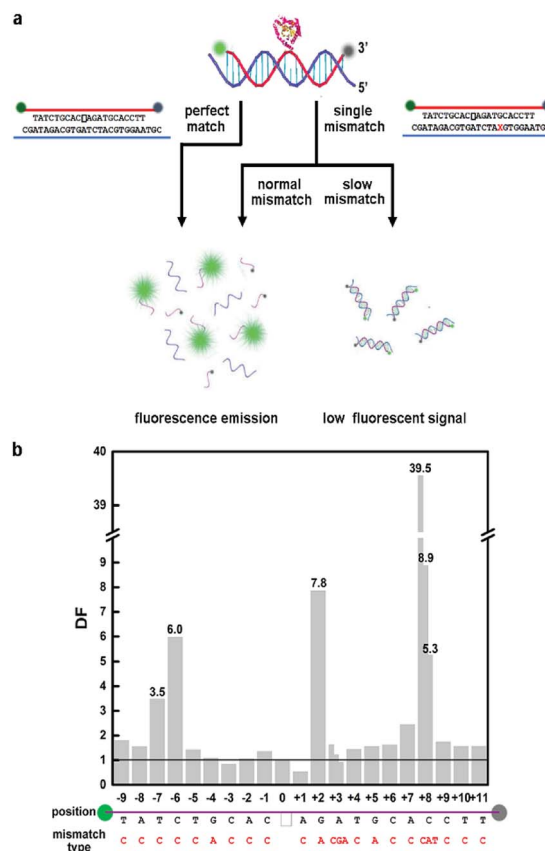 a
3'
5'
perfect match
single mismatch
TATCTGCAC▯AGATGCACCTT
CGATAGACGTGATCTACGTGGAATGC
TATCTGCAC▯AGATGCACCTT
CGATAGACGTGATCTAXGTGGAATG
normal mismatch
slow mismatch
fluorescence emission
low fluorescent signal
b
40
39.5
39
9
8.9
8
7.8
7
6.0
6
5.3
5
4
3.5
3
2
1
0
DF
-9 -8 -7 -6 -5 -4 -3 -2 -1 0 +1 +2 +3 +4 +5 +6 +7 +8 +9 +10 +11
position
T A T C T G C A C A G A T G C A C C T T
mismatch type
C C C C C A C C C C A CGA C A C C CAT C C C